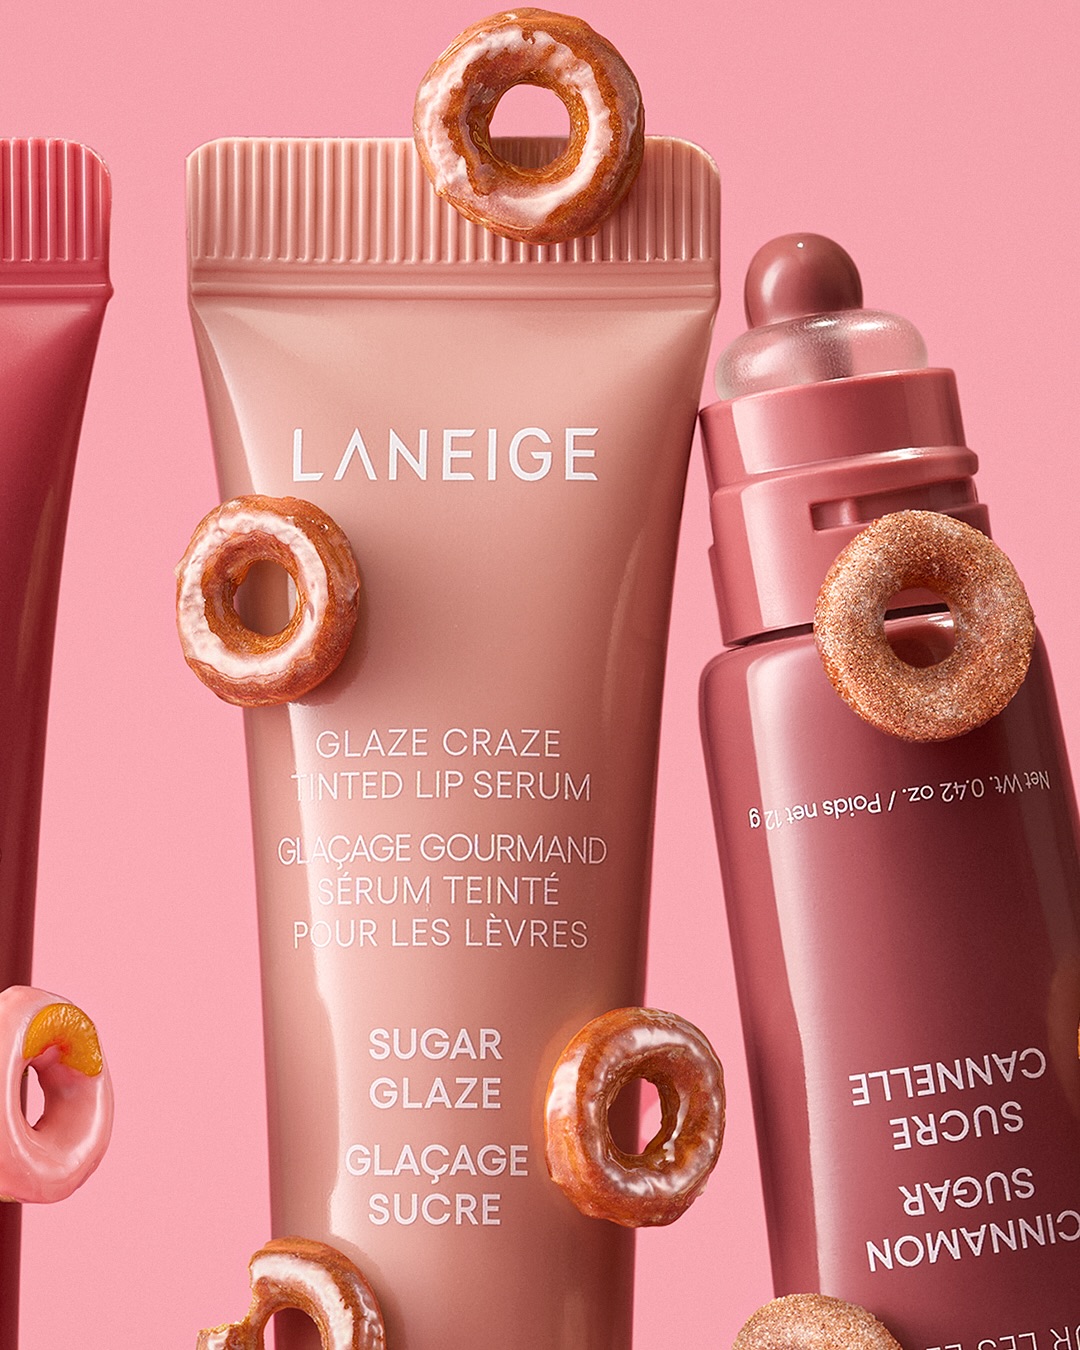 LANEIGE
GLAZE CRAZE
TINTED LIP SERUM
GLAÇAGE GOURMAND
SÉRUM TEINTÉ
POUR LES LÈVRES
SUGAR
GLAZE
GLAÇAGE
SUCRE
CINNAMON
SUGAR
SUCRE
CANNELLE
Net Wt. 0.42 oz. / Poids net 12 g